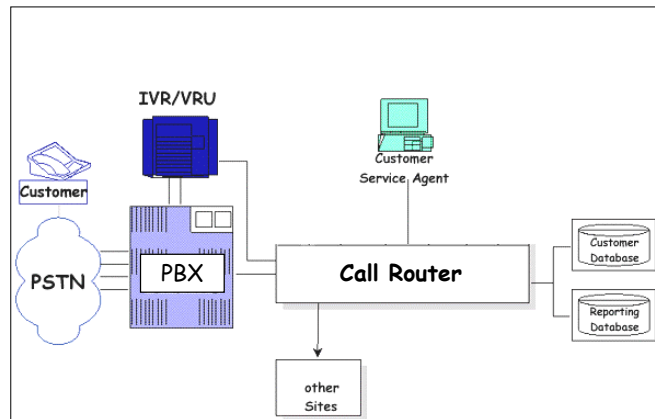 IVR/VRU
Customer
Customer
Service Agent
PSTN
PBX
Call Router
Customer
Database
Reporting
Database
other
Sites